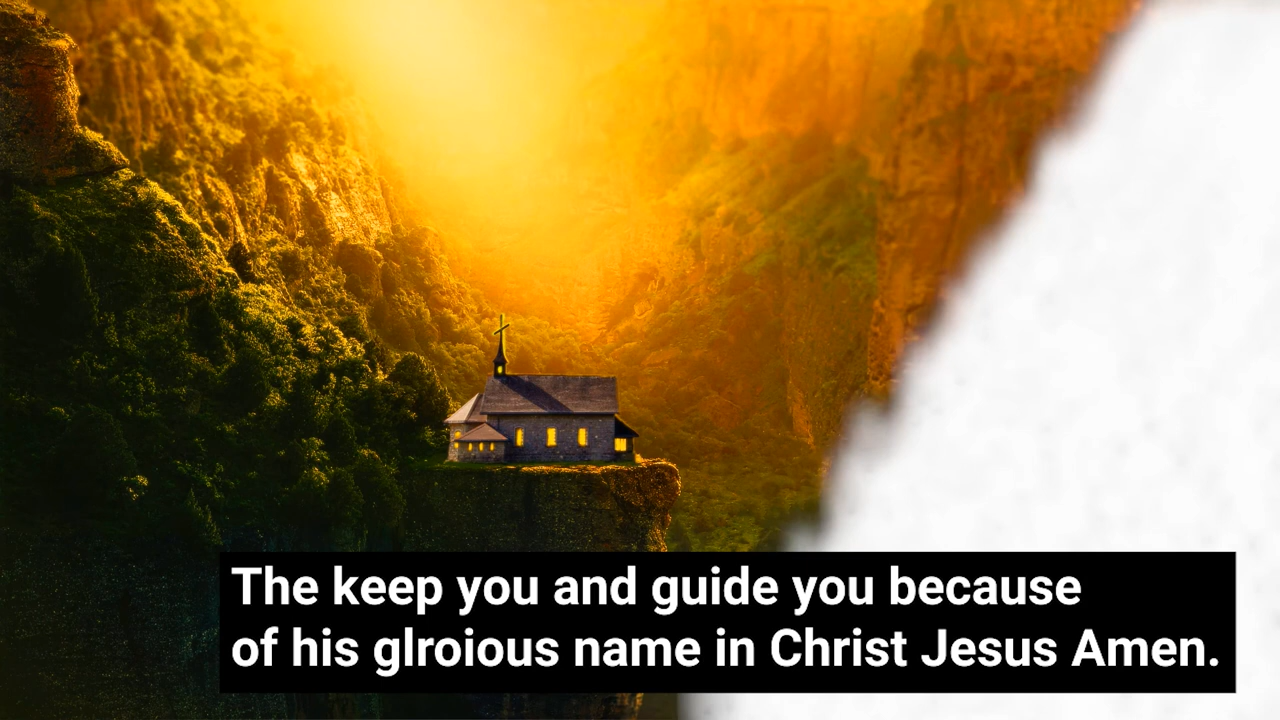 The keep you and guide you because
of his glroious name in Christ Jesus Amen.